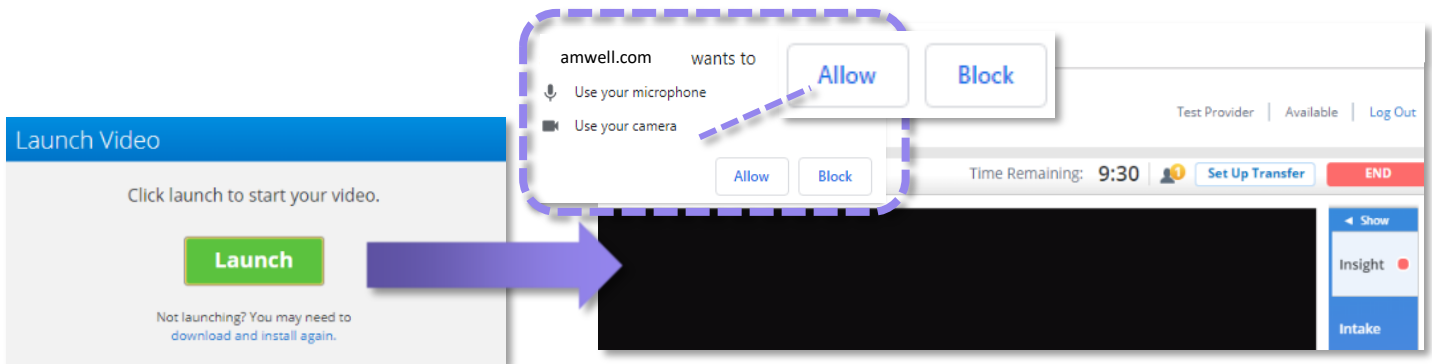 Launch Video
Click launch to start your video.
Launch
Not launching? You may need to
download and install again.
amwell.com wants to
Use your microphone
Use your camera
Allow Block
Allow Block
Test Provider | Available | Log Out
Time Remaining: 9:30 1 Set Up Transfer END
◄ Show
Insight
Intake